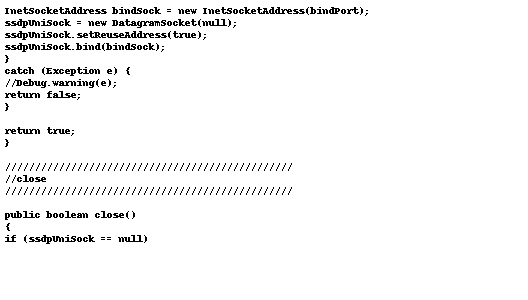 InetSocketAddress bindSock = new InetSocketAddress(bindPort);
ssdpUniSock = new DatagramSocket(null);
ssdpUniSock.setReuseAddress(true);
ssdpUniSock.bind(bindSock);
}
catch (Exception e) {
//Debug.warning(e);
return false;
}

return true;
}

////////////////////////////////////////////////
//close
////////////////////////////////////////////////

public boolean close()
{
if (ssdpUniSock == null)